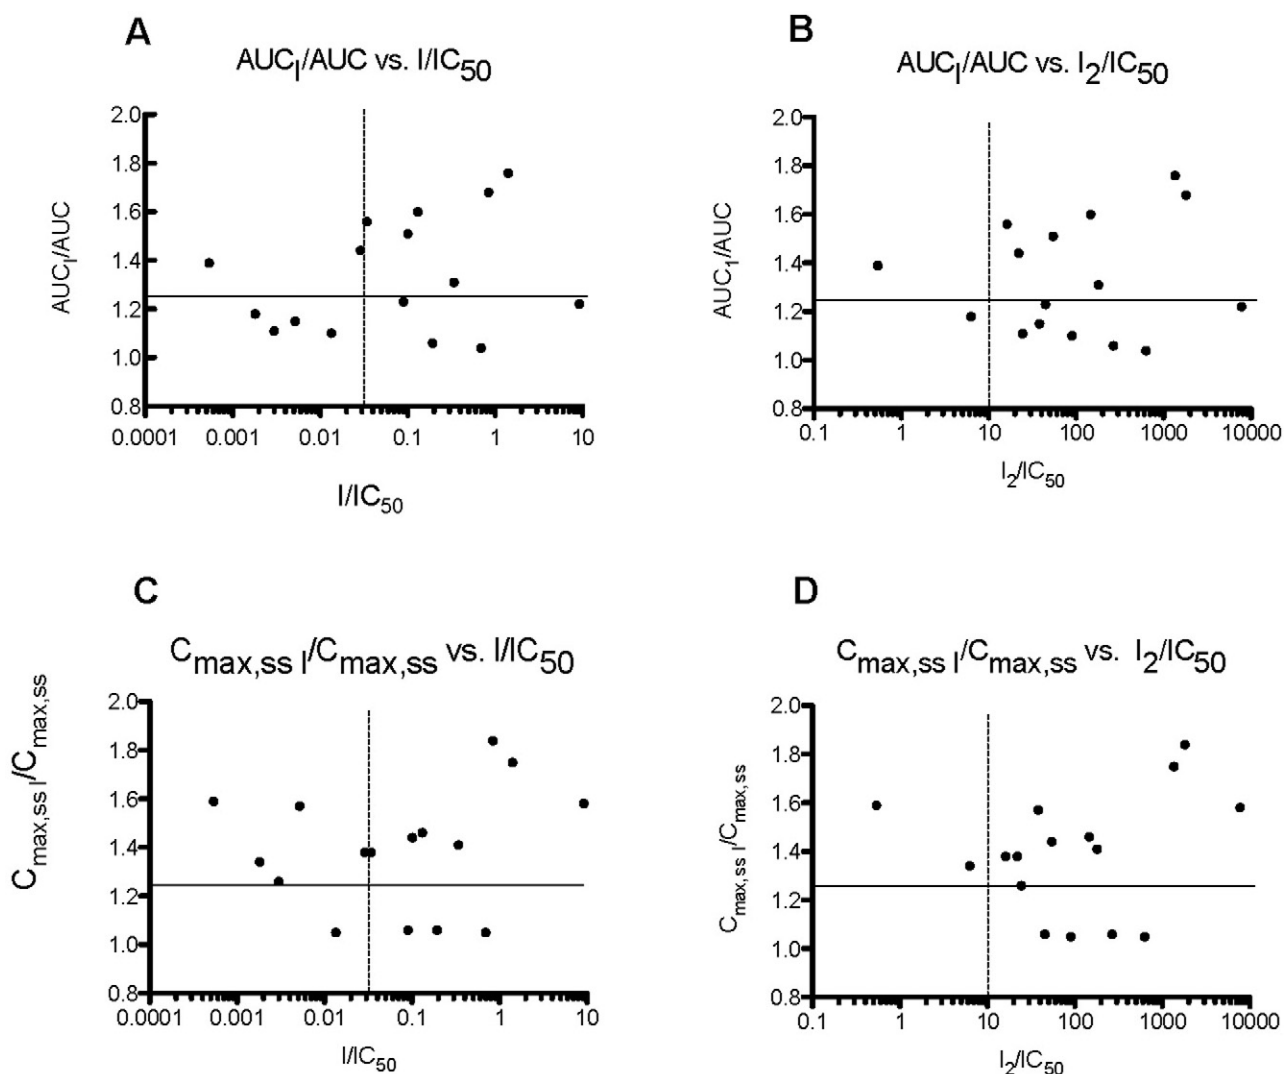 A
AUCI/AUC vs. I/IC50
AUCI/AUC
2.0
1.8
1.6
1.4
1.2
1.0
0.8
0.0001 0.001 0.01 0.1 1 10
I/IC50
B
AUCI/AUC vs. I2/IC50
AUC1/AUC
2.0
1.8
1.6
1.4
1.2
1.0
0.8
0.1 1 10 100 1000 10000
I2/IC50
C
Cmax,ss I/Cmax,ss vs. I/IC50
Cmax,ss I/Cmax,ss
2.0
1.8
1.6
1.4
1.2
1.0
0.8
0.0001 0.001 0.01 0.1 1 10
I/IC50
D
Cmax,ss I/Cmax,ss vs. I2/IC50
Cmax,ss I/Cmax,ss
2.0
1.8
1.6
1.4
1.2
1.0
0.8
0.1 1 10 100 1000 10000
I2/IC50